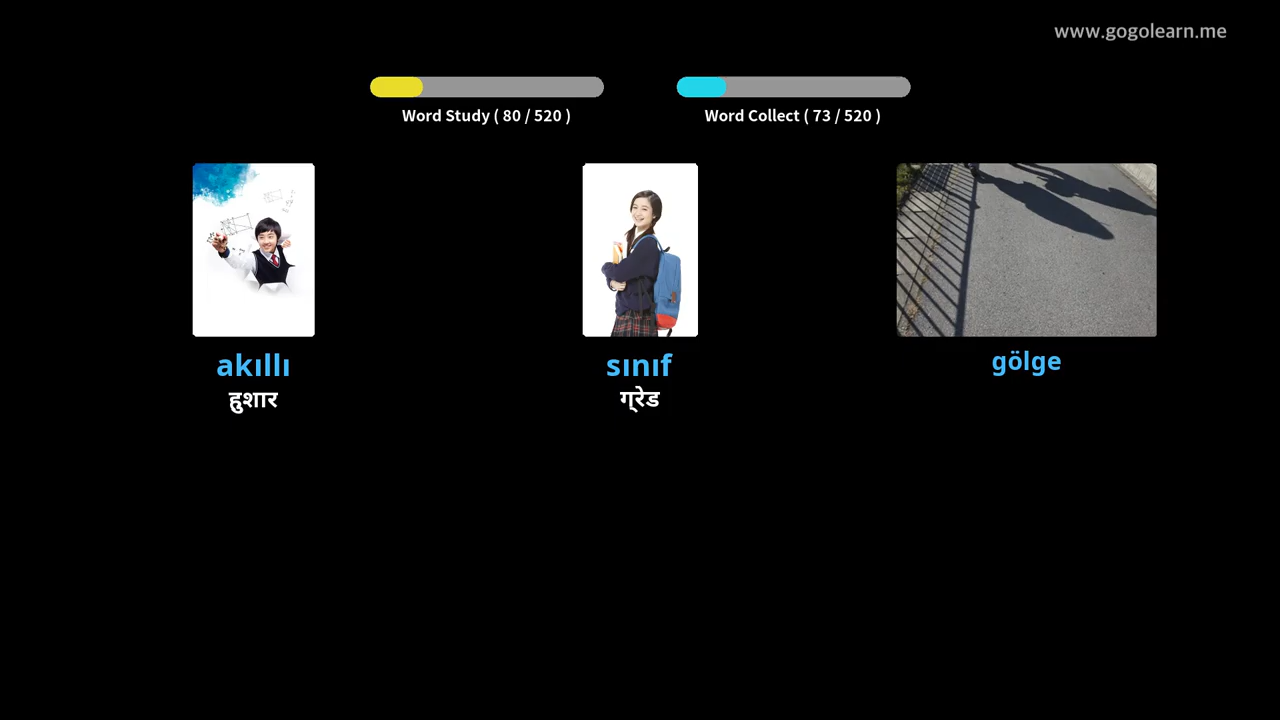 www.gogolearn.me
Word Study ( 80 / 520 )
Word Collect ( 73 / 520 )
akıllı
हुशार
sınıf
ग्रेड
gölge